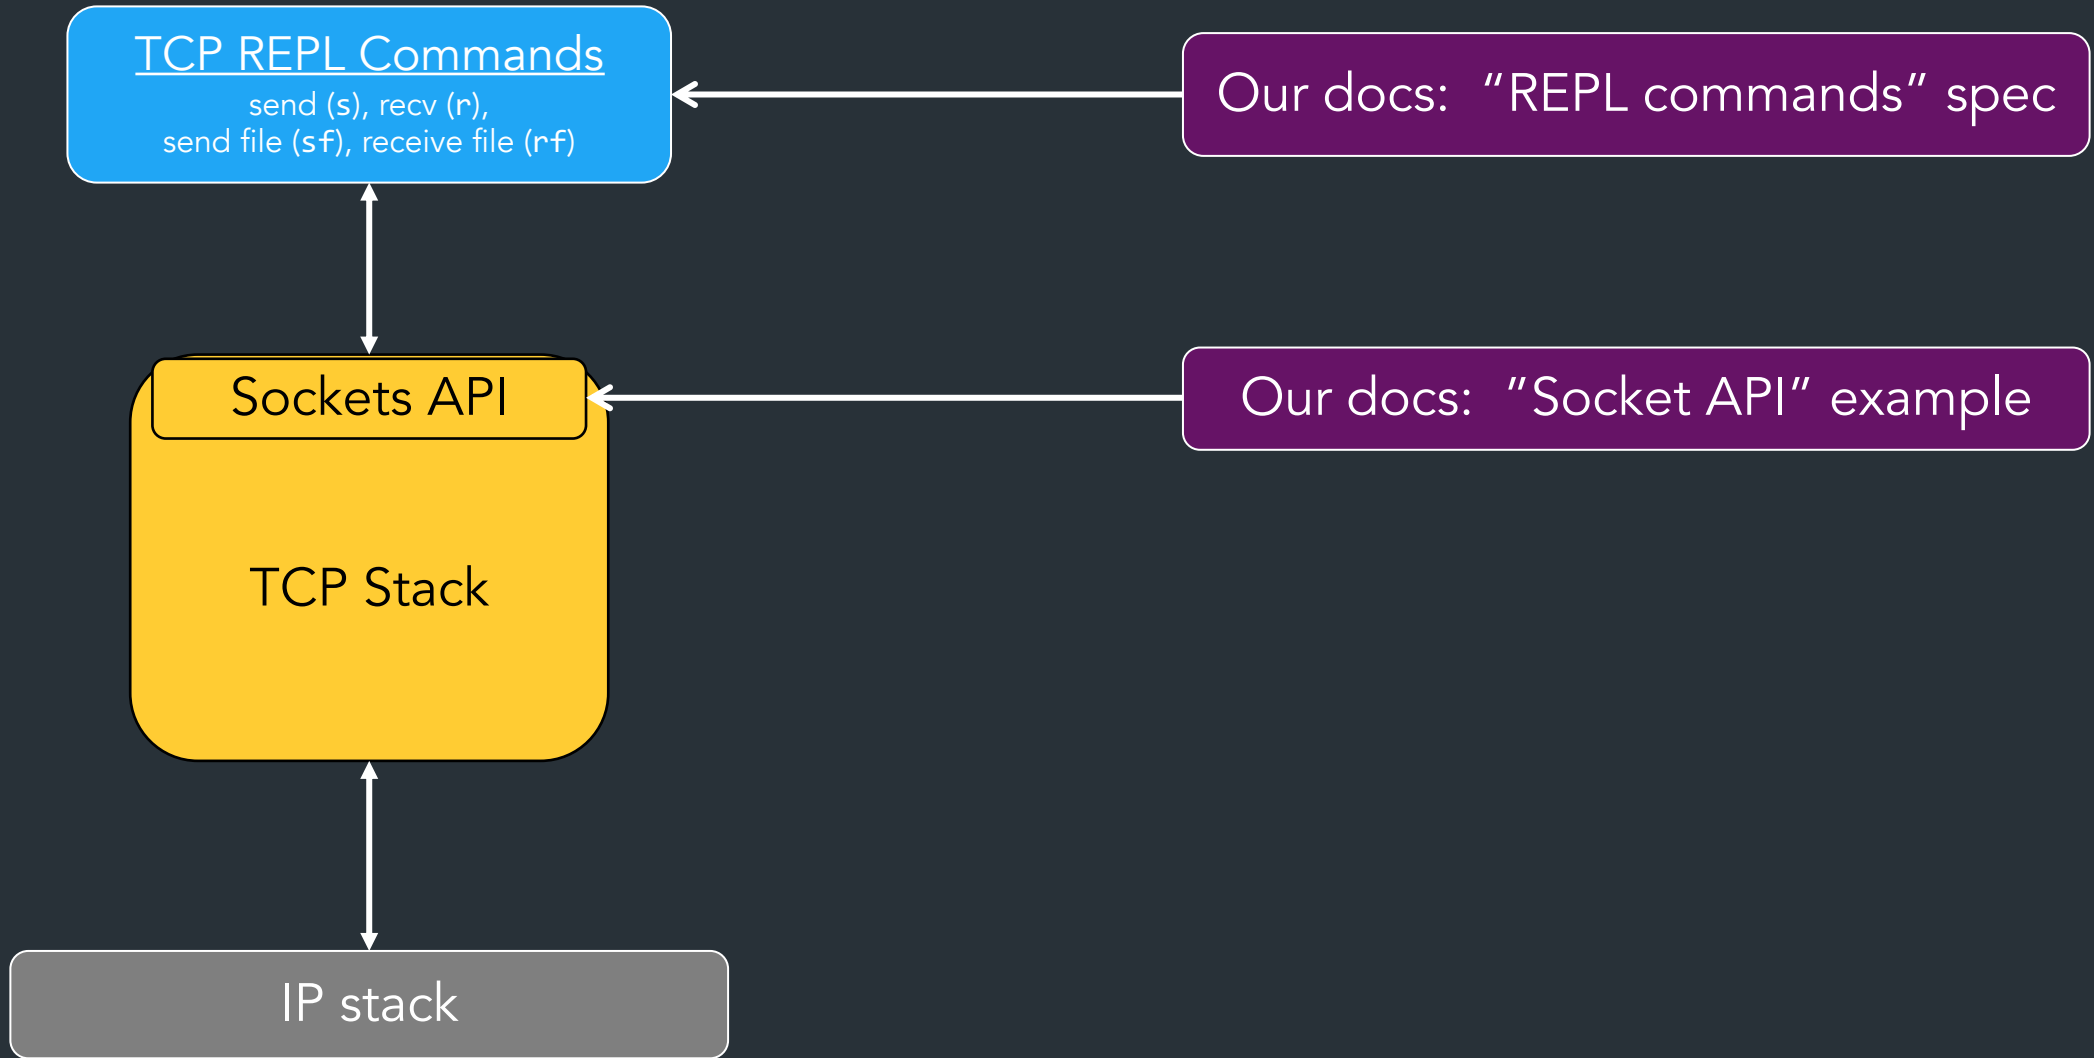 TCP REPL Commands
send (s), recv (r),
send file (sf), receive file (rf)
Our docs:  “REPL commands” spec
Sockets API
Our docs:  “Socket API” example
TCP Stack
IP stack